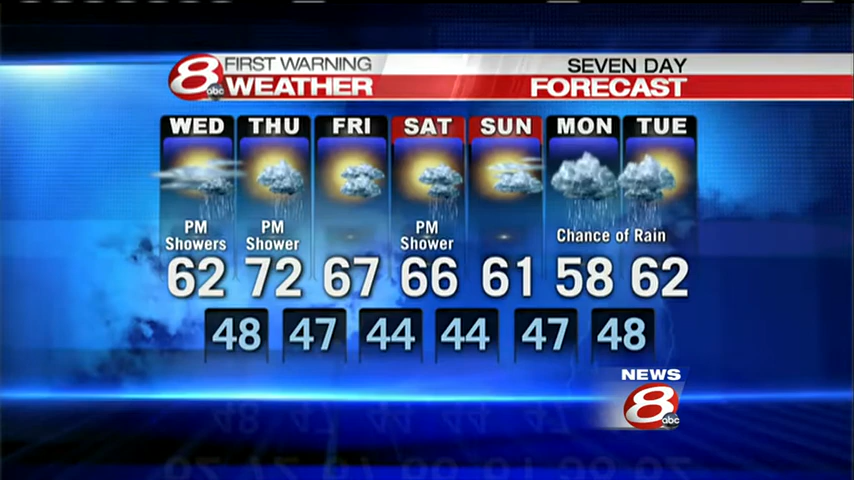 8 abc
FIRST WARNING
WEATHER
SEVEN DAY
FORECAST
WED THU FRI SAT SUN MON TUE
PM Showers
PM Shower
PM Shower
Chance of Rain
62 72 67 66 61 58 62
48 47 44 44 47 48
NEWS
8 abc